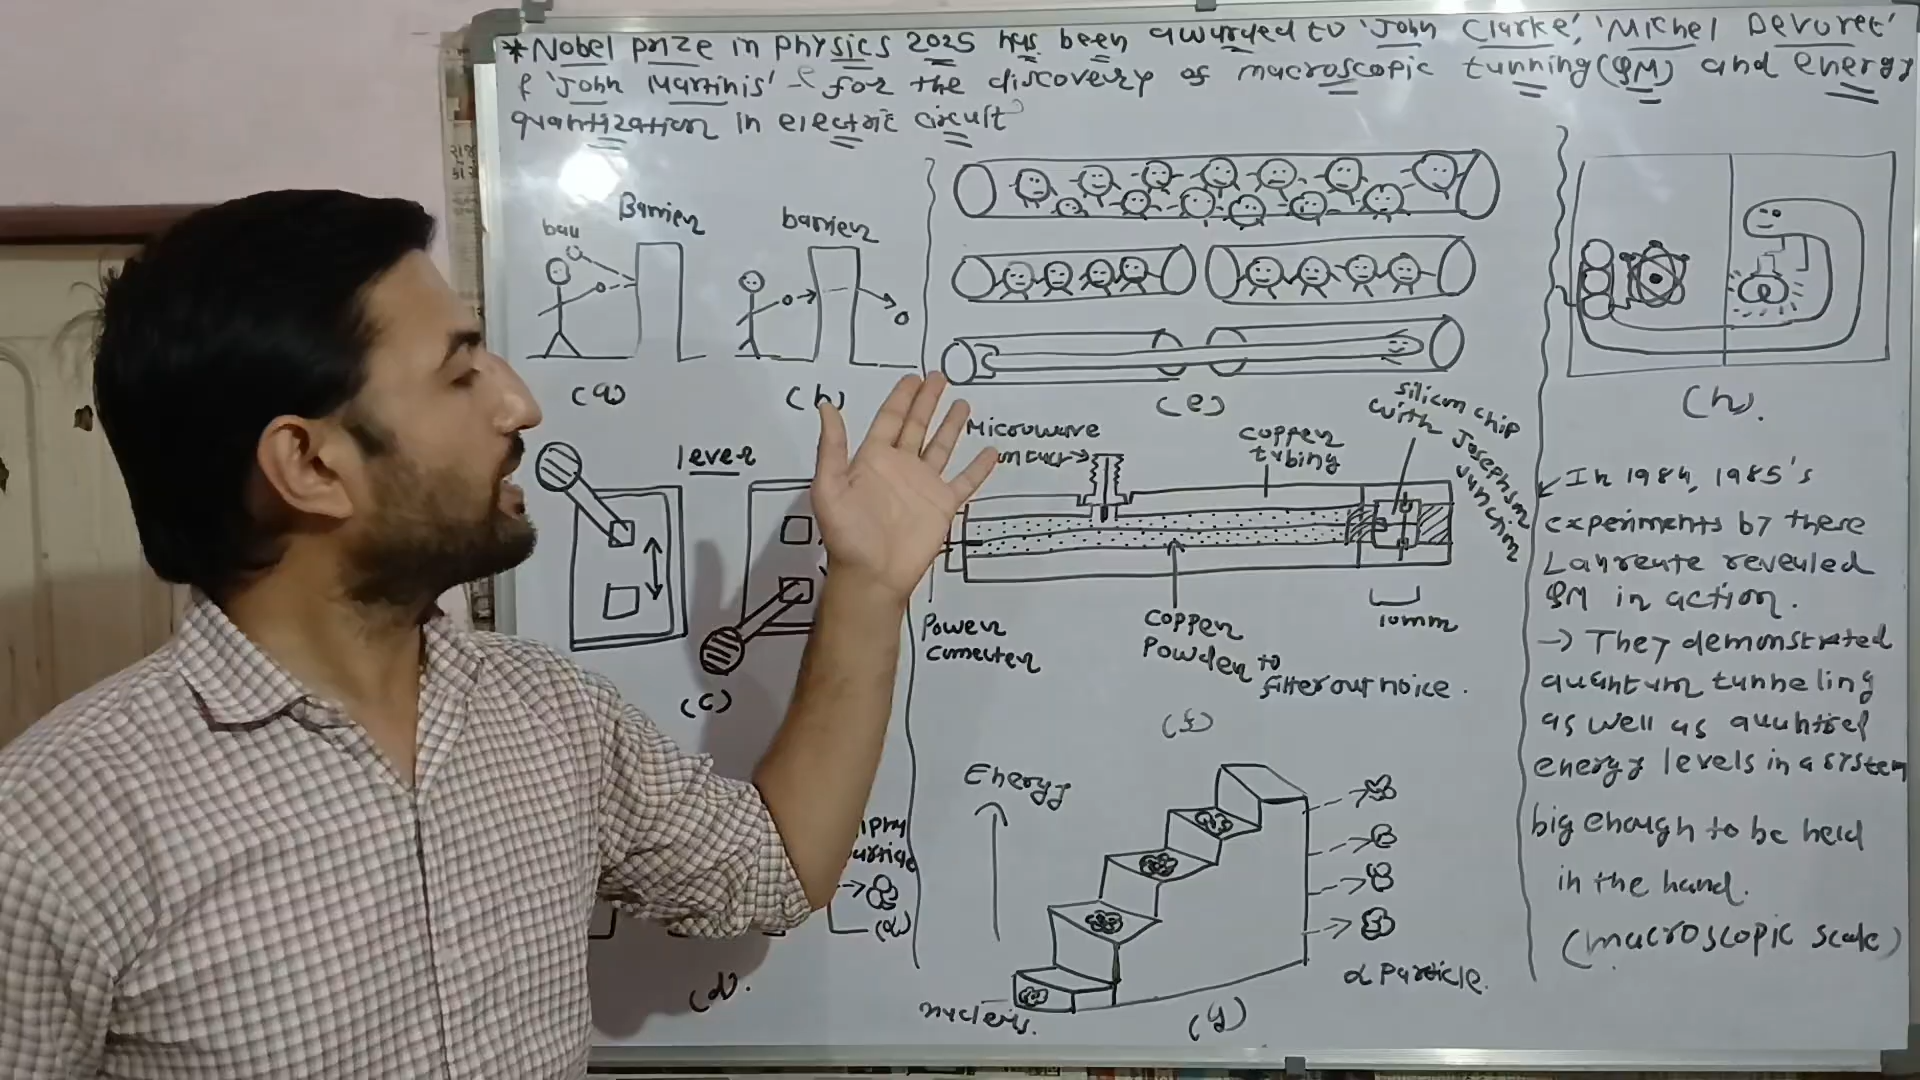 *Nobel prize in physics 2025 has been awarded to 'John Clarke', 'Michel Devoret'
& 'John Martinis' - for the discovery of macroscopic tunning (QM) and energy
quantization in electric circuit
ball
Barrier
barrier
(a)
(b)
(e)
(h).
lever
(c)
Microwave
copper
tubing
silicon chip
with Josephson
Junction
Power
connecter
copper
Powder to
filter out noice.
10mm
(f)
(d).
Energy
nucleis.
α Particle.
(g)
(α)
→ In 1984, 1985's
experiments by these
Laureate revealed
QM in action.
→ They demonstrated
quantum tunneling
as well as
energy levels in a system
big enough to be held
in the hand.
(macroscopic scale)